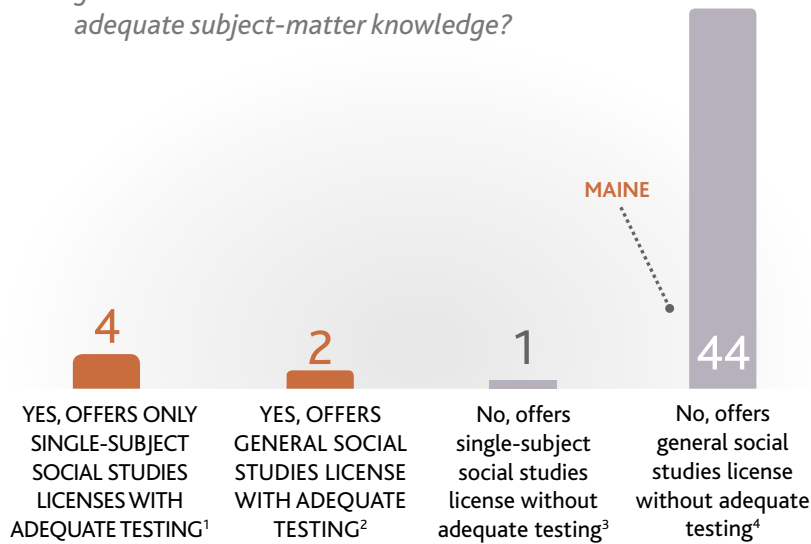 adequate subject-matter knowledge?
MAINE
4
2
1
44
YES, OFFERS ONLY
SINGLE-SUBJECT
SOCIAL STUDIES
LICENSES WITH
ADEQUATE TESTING¹
YES, OFFERS
GENERAL SOCIAL
STUDIES LICENSE
WITH ADEQUATE
TESTING²
No, offers
single-subject
social studies
license without
adequate testing³
No, offers
general social
studies license
without adequate
testing⁴